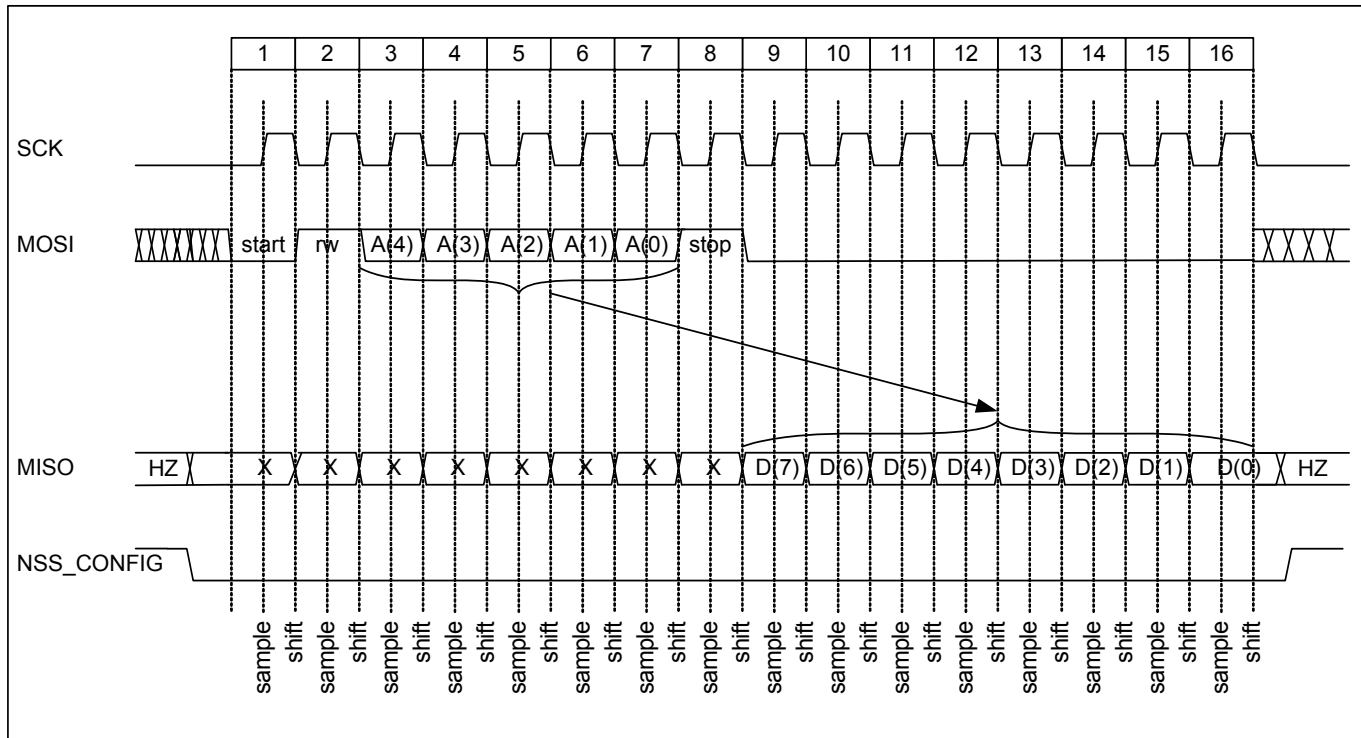 1 2 3 4 5 6 7 8 9 10 11 12 13 14 15 16
SCK
MOSI start rw A(4) A(3) A(2) A(1) A(0) stop
MISO HZ X X X X X X X X D(7) D(6) D(5) D(4) D(3) D(2) D(1) D(0) HZ
NSS_CONFIG
sample shift sample shift sample shift sample shift sample shift sample shift sample shift sample shift sample shift sample shift sample shift sample shift sample shift sample shift sample shift sample shift